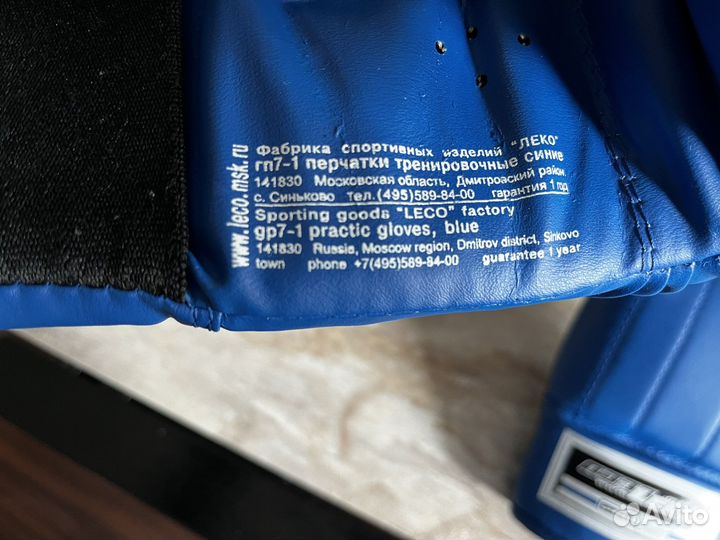 www.leco.msk.ru
Фабрика спортивных изделий "ЛЕКО"
гп7-1 перчатки тренировочные синие
141830 Московская область, Дмитровский район,
с. Синьково тел.(495)589-84-00 гарантия 1 год
Sporting goods "LECO" factory
gp7-1 practic gloves, blue
141830 Russia, Moscow region, Dmitrov district, Sinkovo
town phone +7(495)589-84-00 guarantee 1 year
Avito